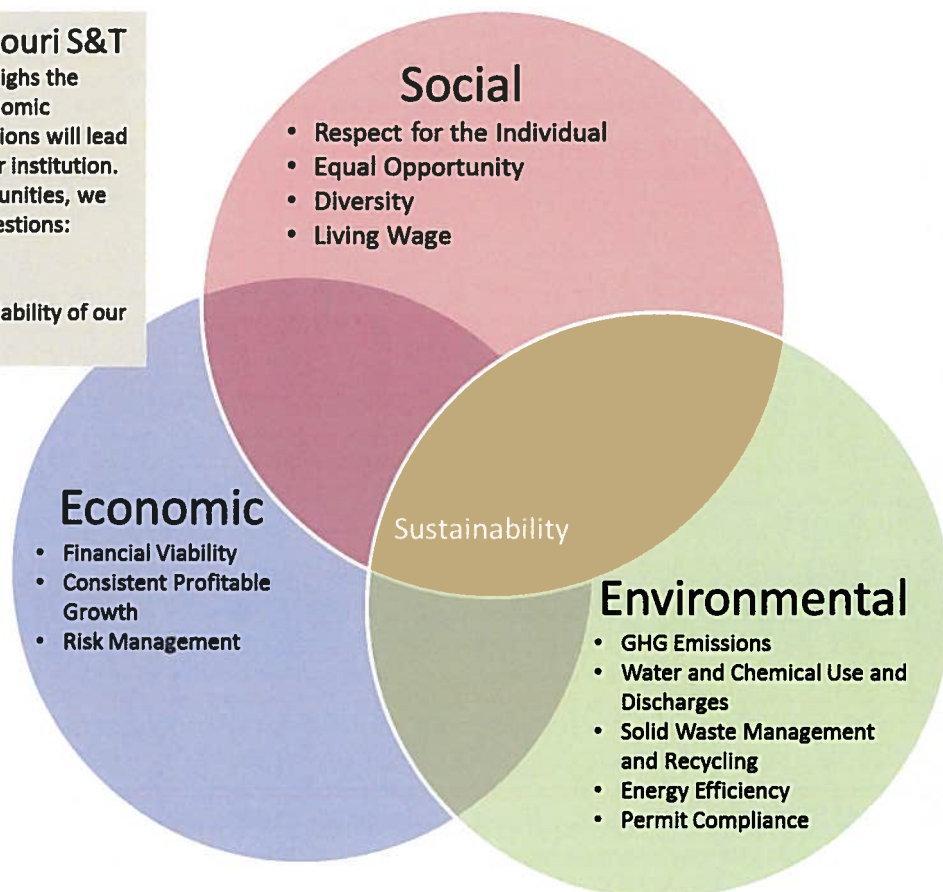 ouri S&T
ighs the
omic
ions will lead
r institution.
unities, we
estions:
ability of our
Social
• Respect for the Individual
• Equal Opportunity
• Diversity
• Living Wage
Economic
• Financial Viability
• Consistent Profitable
Growth
• Risk Management
Sustainability
Environmental
• GHG Emissions
• Water and Chemical Use and
Discharges
• Solid Waste Management
and Recycling
• Energy Efficiency
• Permit Compliance